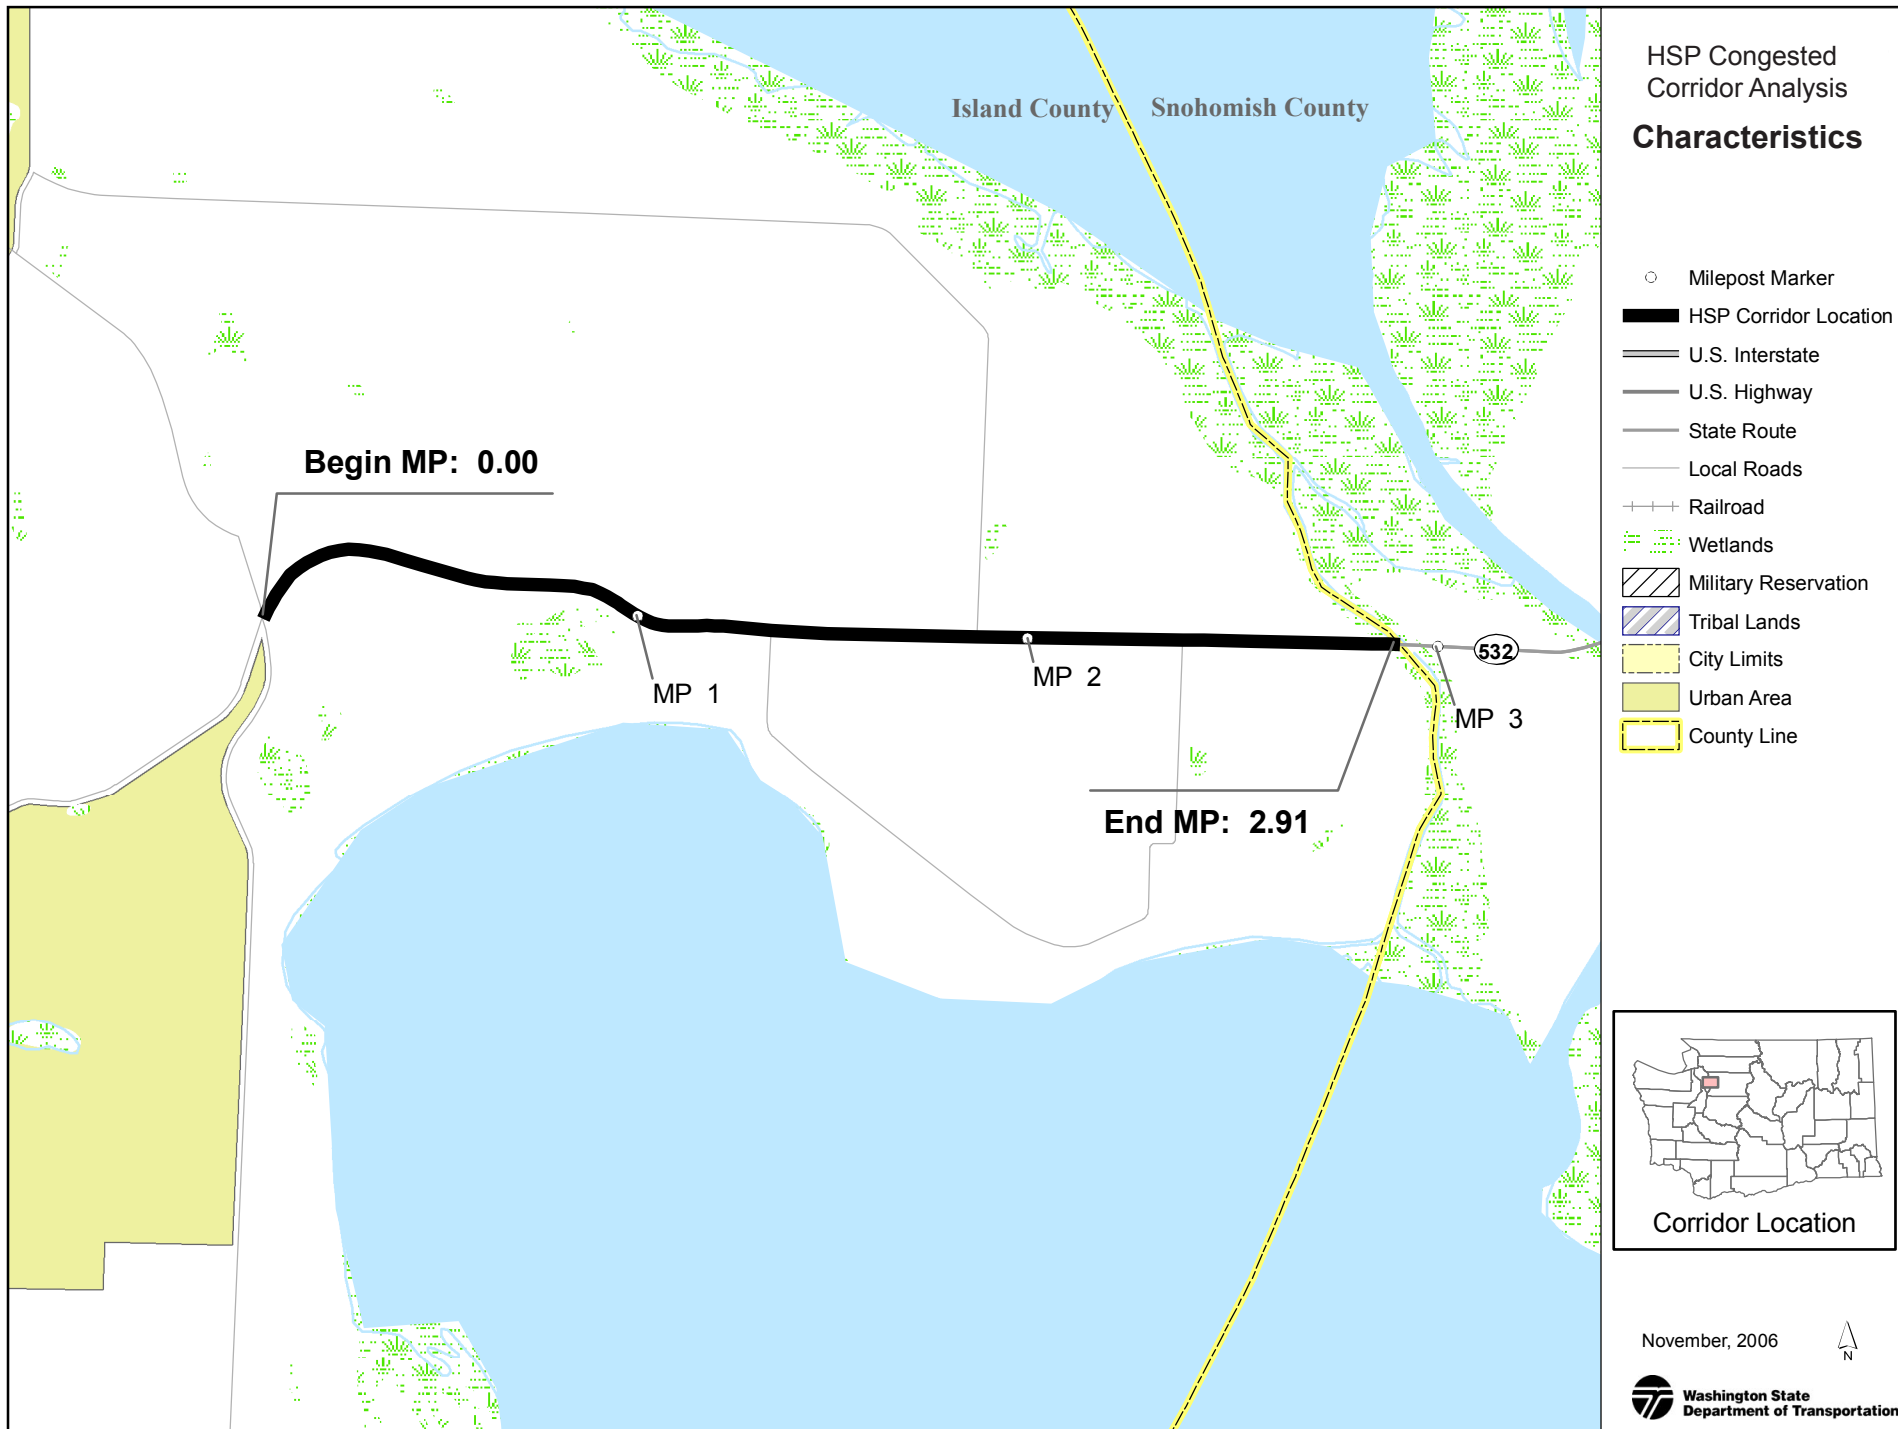 Island County
Snohomish County
Begin MP: 0.00
MP 1
MP 2
532
MP 3
End MP: 2.91
HSP Congested
Corridor Analysis
Characteristics
Milepost Marker
HSP Corridor Location
U.S. Interstate
U.S. Highway
State Route
Local Roads
Railroad
Wetlands
Military Reservation
Tribal Lands
City Limits
Urban Area
County Line
Corridor Location
November, 2006
N
Washington State
Department of Transportation